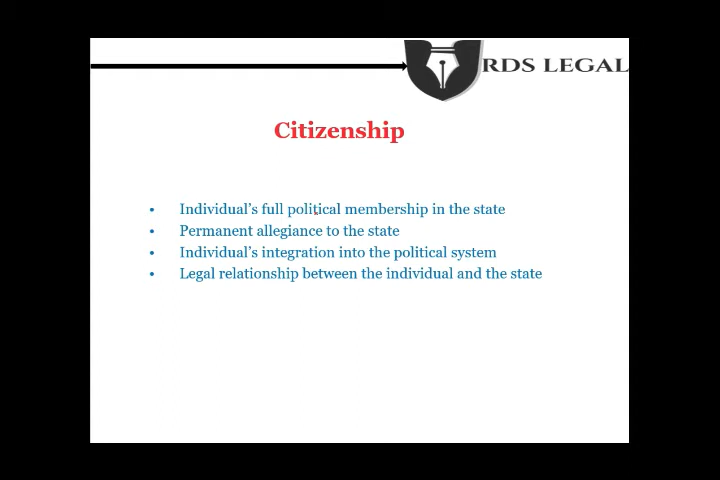 RDS LEGAL
Citizenship
• Individual's full political membership in the state
• Permanent allegiance to the state
• Individual's integration into the political system
• Legal relationship between the individual and the state